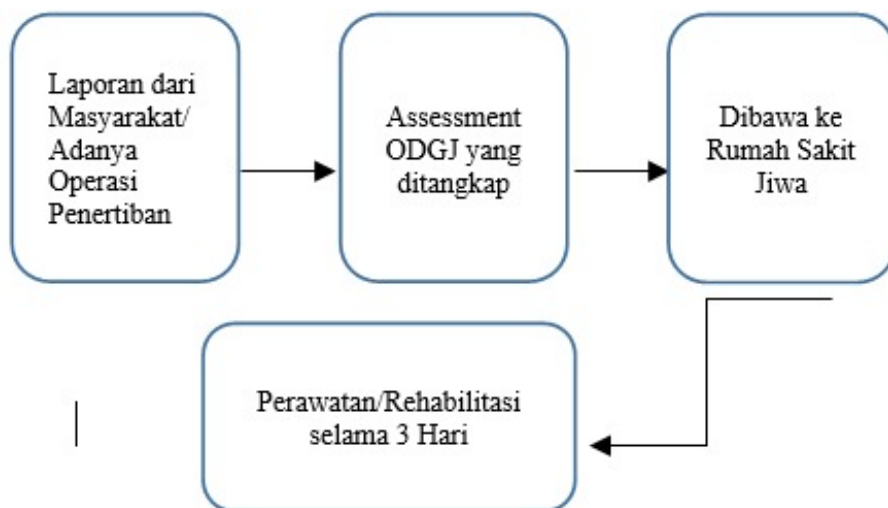 Laporan dari
Masyarakat/
Adanya
Operasi
Penertiban
Assessment
ODGJ yang
ditangkap
Dibawa ke
Rumah Sakit
Jiwa
Perawatan/Rehabilitasi
selama 3 Hari